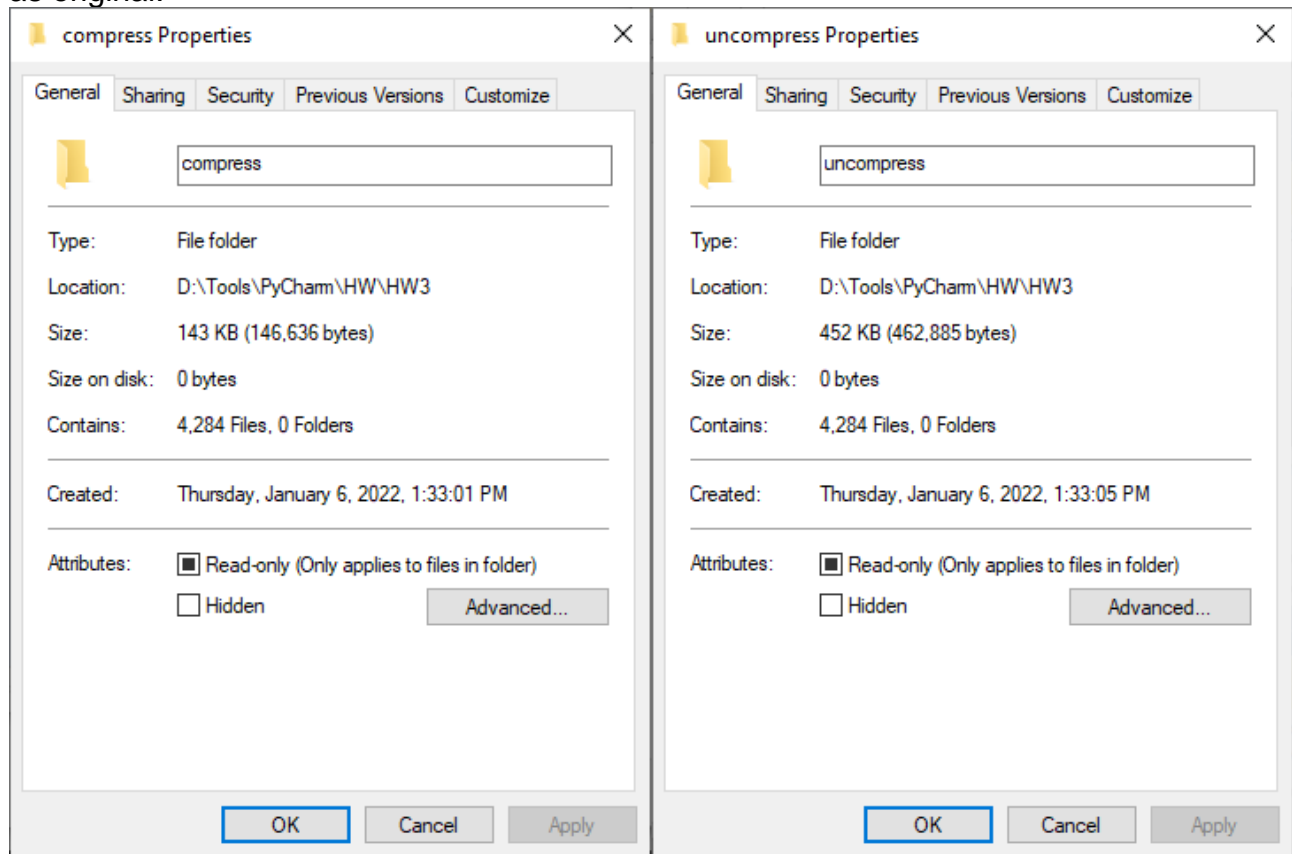 as original.
compress Properties
General Sharing Security Previous Versions Customize
compress
Type: File folder
Location: D:\Tools\PyCharm\HW\HW3
Size: 143 KB (146,636 bytes)
Size on disk: 0 bytes
Contains: 4,284 Files, 0 Folders
Created: Thursday, January 6, 2022, 1:33:01 PM
Attributes: Read-only (Only applies to files in folder)
Hidden Advanced...
OK Cancel Apply
uncompress Properties
General Sharing Security Previous Versions Customize
uncompress
Type: File folder
Location: D:\Tools\PyCharm\HW\HW3
Size: 452 KB (462,885 bytes)
Size on disk: 0 bytes
Contains: 4,284 Files, 0 Folders
Created: Thursday, January 6, 2022, 1:33:05 PM
Attributes: Read-only (Only applies to files in folder)
Hidden Advanced...
OK Cancel Apply